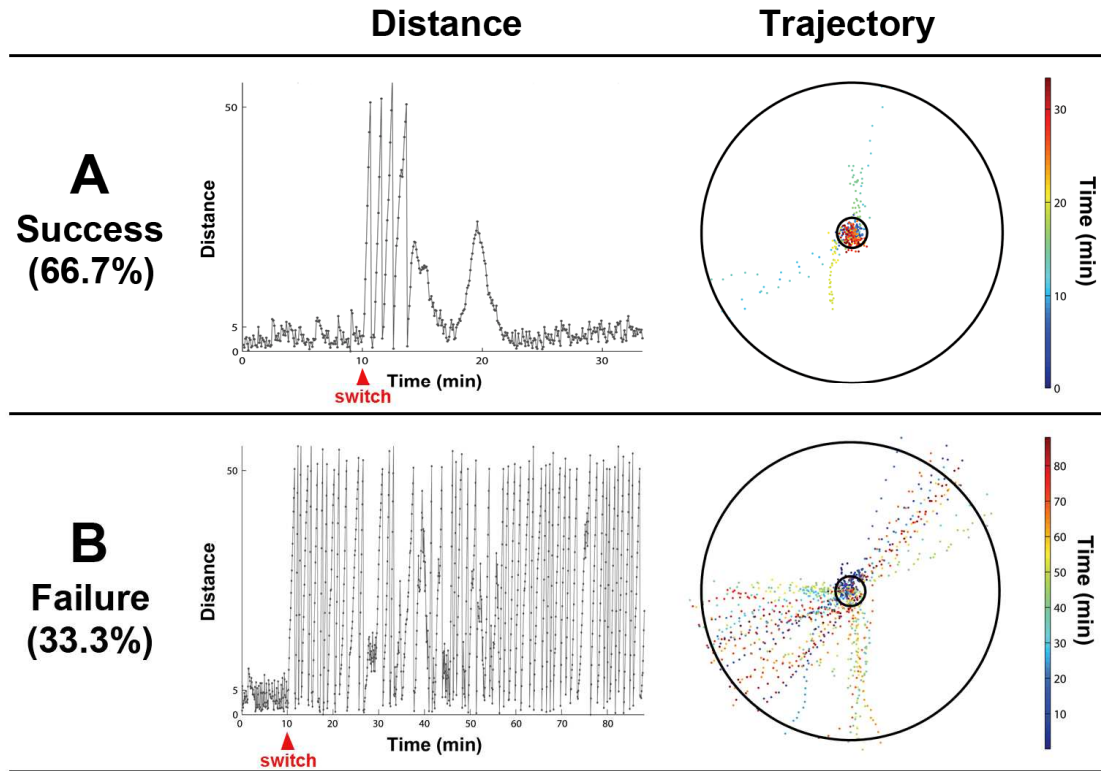 Distance Trajectory
A
Success
(66.7%)
50
5
0
Distance
0 10 20 30
Time (min)
switch
30
20
10
0
Time (min)
B
Failure
(33.3%)
50
5
0
Distance
0 10 20 30 40 50 60 70 80
Time (min)
switch
80
70
60
50
40
30
20
10
Time (min)